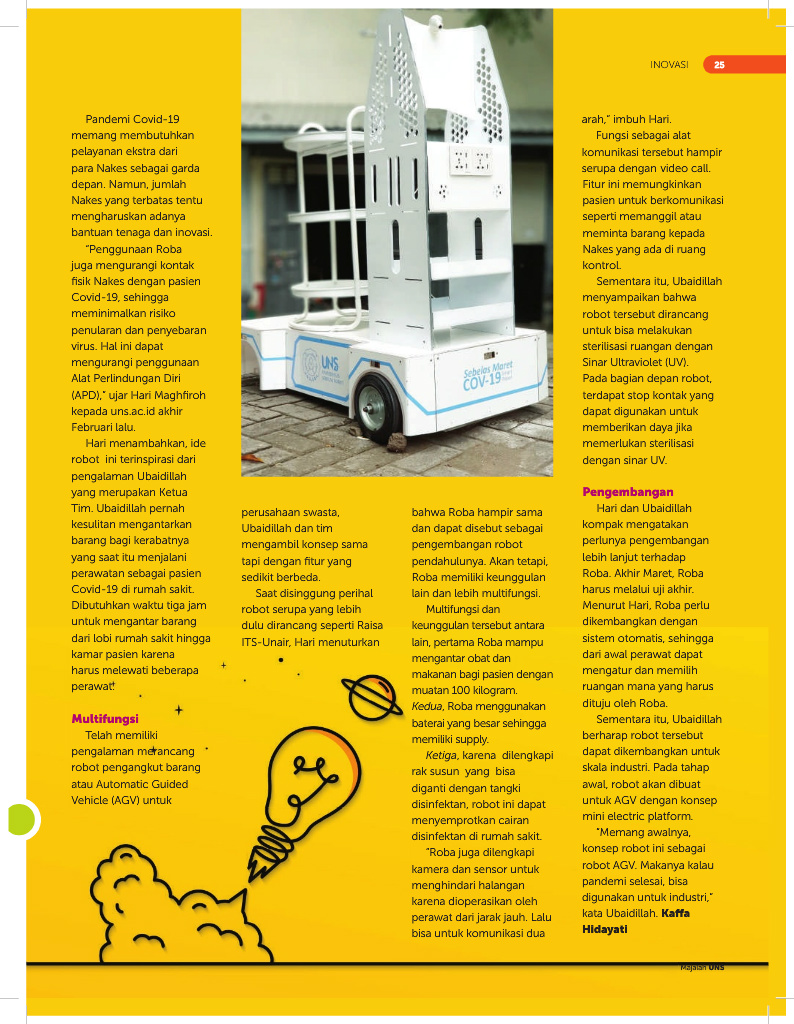 INOVASI 25
Pandemi Covid-19
memang membutuhkan
pelayanan ekstra dari
para Nakes sebagai garda
depan. Namun, jumlah
Nakes yang terbatas tentu
mengharuskan adanya
bantuan tenaga dan inovasi.
"Penggunaan Roba
juga mengurangi kontak
fisik Nakes dengan pasien
Covid-19, sehingga
meminimalkan risiko
penularan dan penyebaran
virus. Hal ini dapat
mengurangi penggunaan
Alat Perlindungan Diri
(APD)," ujar Hari Maghfiroh
kepada uns.ac.id akhir
Februari lalu.
Hari menambahkan, ide
robot ini terinspirasi dari
pengalaman Ubaidillah
yang merupakan Ketua
Tim. Ubaidillah pernah
kesulitan mengantarkan
barang bagi kerabatnya
yang saat itu menjalani
perawatan sebagai pasien
Covid-19 di rumah sakit.
Dibutuhkan waktu tiga jam
untuk mengantar barang
dari lobi rumah sakit hingga
kamar pasien karena
harus melewati beberapa
perawat.
Multifungsi
Telah memiliki
pengalaman merancang
robot pengangkut barang
atau Automatic Guided
Vehicle (AGV) untuk
UNS
Sebelas Maret
COV-19
perusahaan swasta,
Ubaidillah dan tim
mengambil konsep sama
tapi dengan fitur yang
sedikit berbeda.
Saat disinggung perihal
robot serupa yang lebih
dulu dirancang seperti Raisa
ITS-Unair, Hari menuturkan
bahwa Roba hampir sama
dan dapat disebut sebagai
pengembangan robot
pendahulunya. Akan tetapi,
Roba memiliki keunggulan
lain dan lebih multifungsi.
Multifungsi dan
keunggulan tersebut antara
lain, pertama Roba mampu
mengantar obat dan
makanan bagi pasien dengan
muatan 100 kilogram.
Kedua, Roba menggunakan
baterai yang besar sehingga
memiliki supply.
Ketiga, karena dilengkapi
rak susun yang bisa
diganti dengan tangki
disinfektan, robot ini dapat
menyemprotkan cairan
disinfektan di rumah sakit.
"Roba juga dilengkapi
kamera dan sensor untuk
menghindari halangan
karena dioperasikan oleh
perawat dari jarak jauh. Lalu
bisa untuk komunikasi dua
arah," imbuh Hari.
Fungsi sebagai alat
komunikasi tersebut hampir
serupa dengan video call.
Fitur ini memungkinkan
pasien untuk berkomunikasi
seperti memanggil atau
meminta barang kepada
Nakes yang ada di ruang
kontrol.
Sementara itu, Ubaidillah
menyampaikan bahwa
robot tersebut dirancang
untuk bisa melakukan
sterilisasi ruangan dengan
Sinar Ultraviolet (UV).
Pada bagian depan robot,
terdapat stop kontak yang
dapat digunakan untuk
memberikan daya jika
memerlukan sterilisasi
dengan sinar UV.
Pengembangan
Hari dan Ubaidillah
kompak mengatakan
perlunya pengembangan
lebih lanjut terhadap
Roba. Akhir Maret, Roba
harus melalui uji akhir.
Menurut Hari, Roba perlu
dikembangkan dengan
sistem otomatis, sehingga
dari awal perawat dapat
mengatur dan memilih
ruangan mana yang harus
dituju oleh Roba.
Sementara itu, Ubaidillah
berharap robot tersebut
dapat dikembangkan untuk
skala industri. Pada tahap
awal, robot akan dibuat
untuk AGV dengan konsep
mini electric platform.
"Memang awalnya,
konsep robot ini sebagai
robot AGV. Makanya kalau
pandemi selesai, bisa
digunakan untuk industri,"
kata Ubaidillah. Kaffa
Hidayati
Majalah UNS